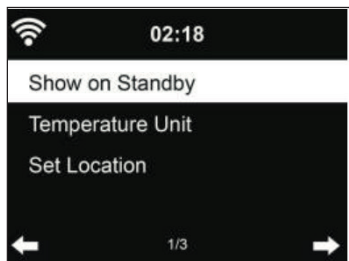 02:18
Show on Standby
Temperature Unit
Set Location
1/3